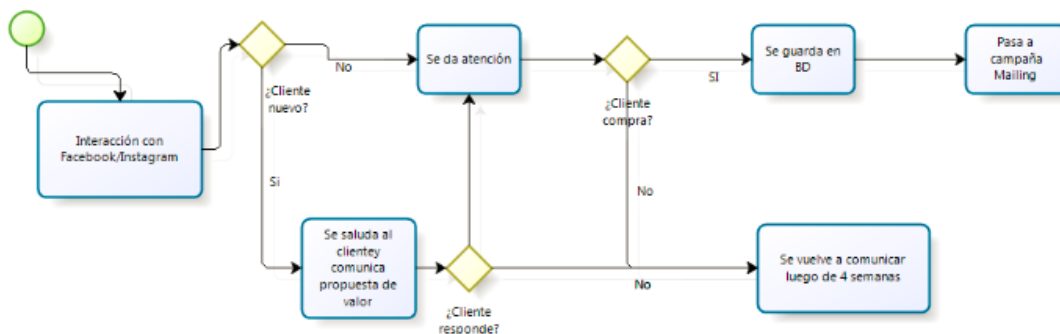 Interacción con
Facebook/Instagram
¿Cliente
nuevo?
No
Si
Se da atención
¿Cliente
compra?
SI
No
Se guarda en
BD
Pasa a
campaña
Mailing
Se saluda al
clientey
comunica
propuesta de
valor
¿Cliente
responde?
No
Se vuelve a comunicar
luego de 4 semanas